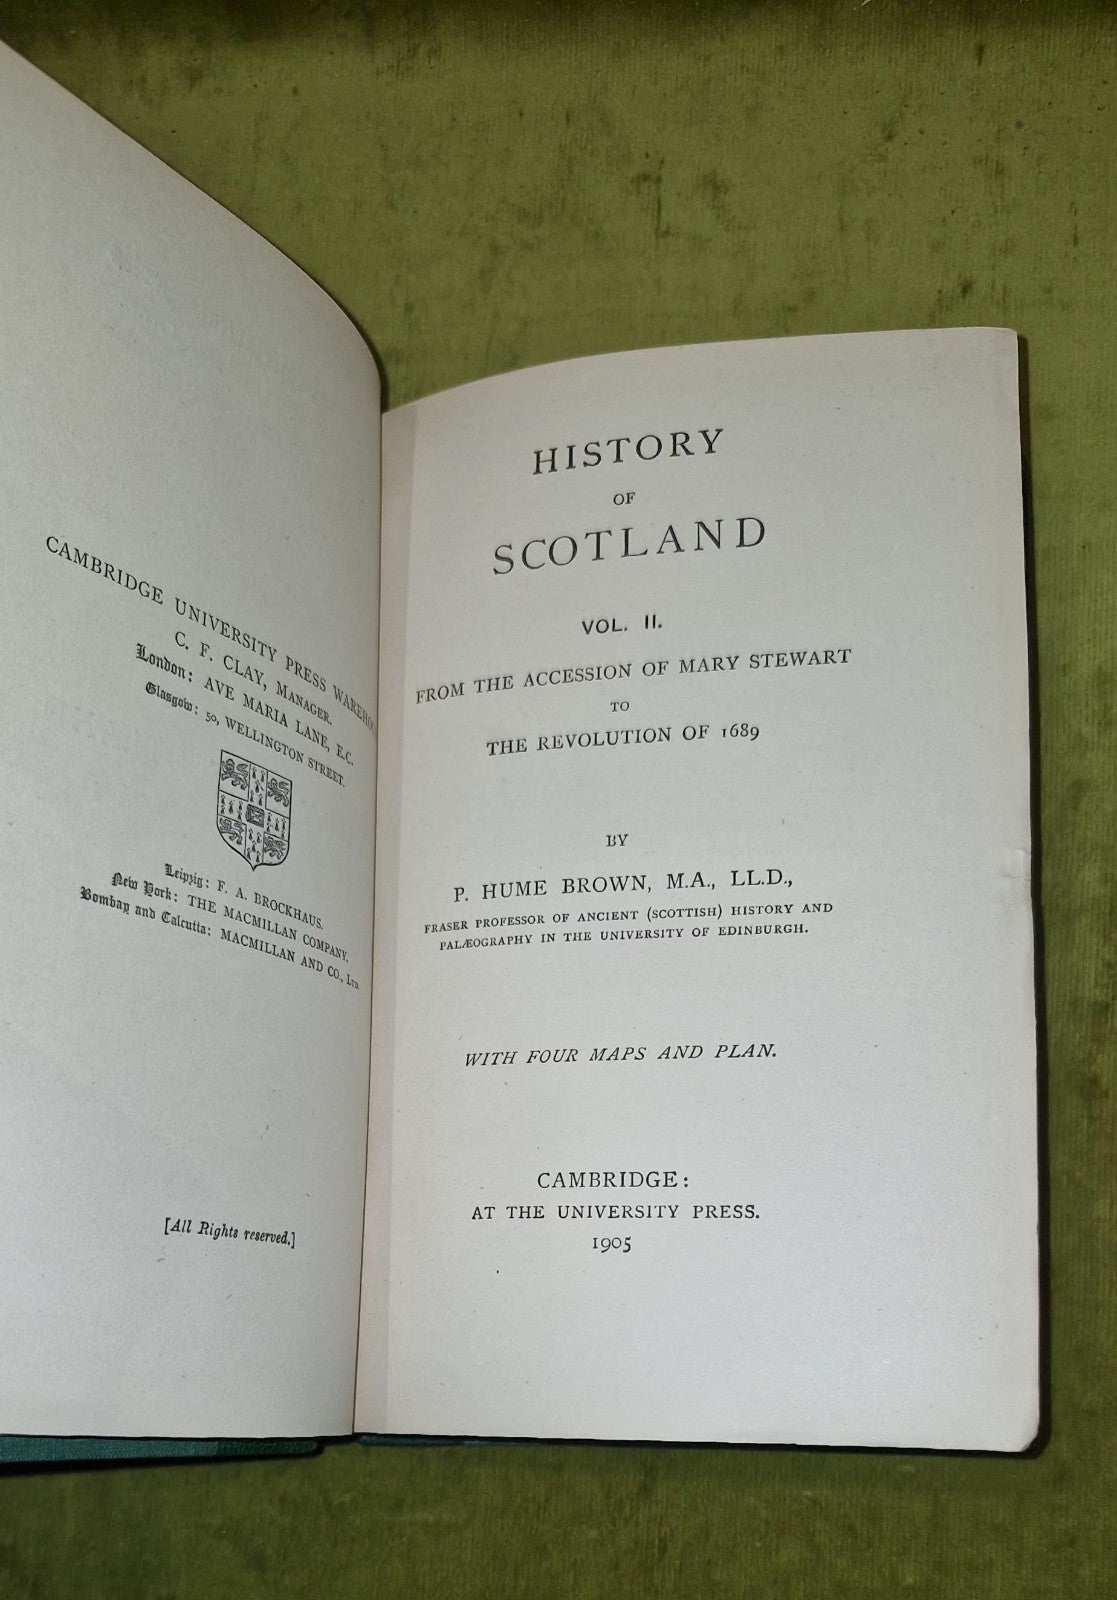 CAMBRIDGE UNIVERSITY PRESS
C. F. CLAY, MANAGER.
London: AVE MARIA LANE, E.C.
Glasgow: 50, WELLINGTON STREET.
Leipzig: F. A. BROCKHAUS.
New York: THE MACMILLAN COMPANY.
Bombay and Calcutta: MACMILLAN AND CO., LTD.
[All Rights reserved.]
HISTORY
OF
SCOTLAND
VOL. II.
FROM THE ACCESSION OF MARY STEWART
TO
THE REVOLUTION OF 1689
BY
P. HUME BROWN, M.A., LL.D.,
FRASER PROFESSOR OF ANCIENT (SCOTTISH) HISTORY AND
PALÆOGRAPHY IN THE UNIVERSITY OF EDINBURGH.
WITH FOUR MAPS AND PLAN.
CAMBRIDGE:
AT THE UNIVERSITY PRESS.
1905